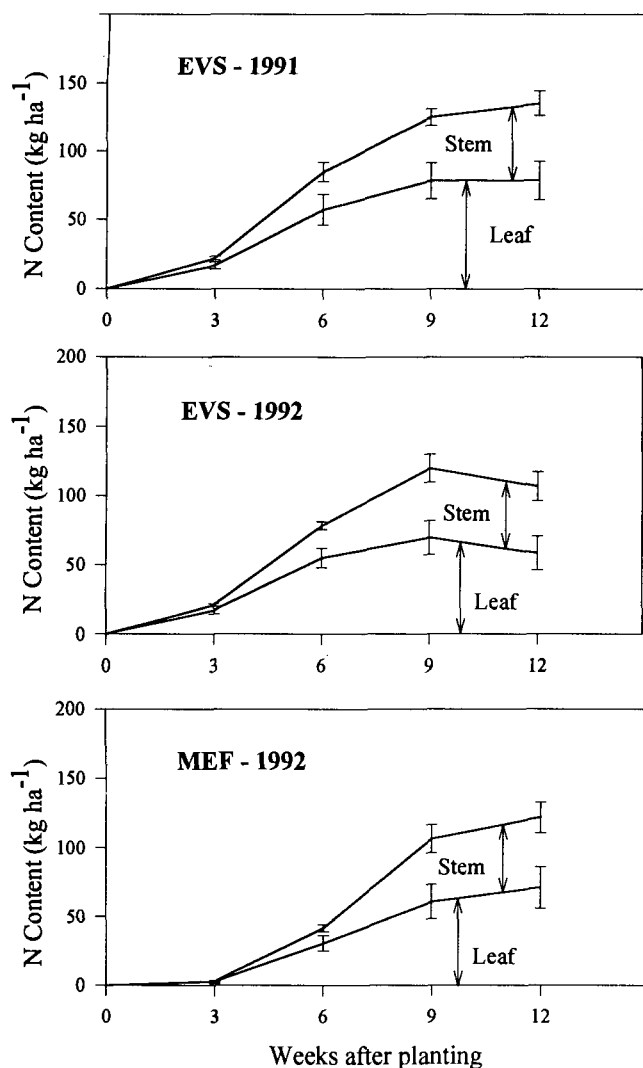 EVS - 1991
N Content (kg ha-1)
150
100
50
0
Stem
Leaf
0 3 6 9 12
EVS - 1992
N Content (kg ha-1)
200
150
100
50
0
Stem
Leaf
0 3 6 9 12
MEF - 1992
N Content (kg ha-1)
200
150
100
50
0
Stem
Leaf
0 3 6 9 12
Weeks after planting